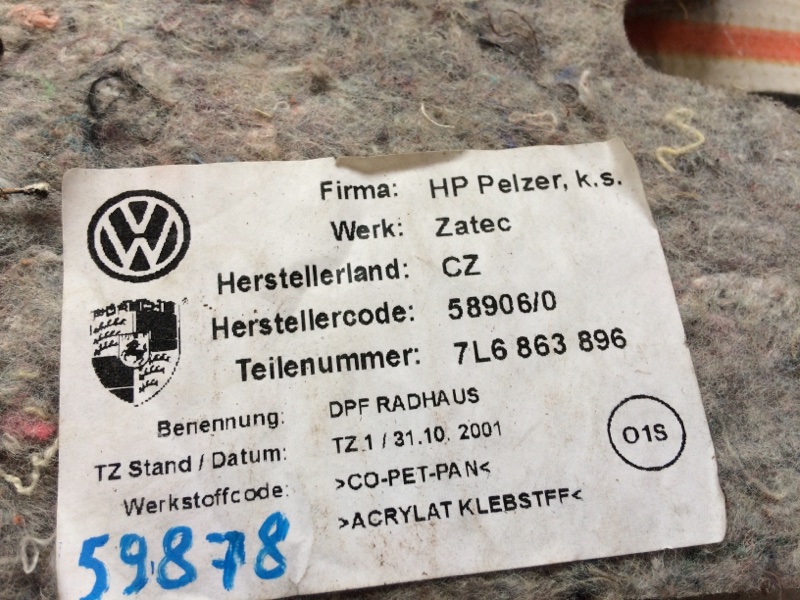 Firma: HP Pelzer, k.s.
Werk: Zatec
Herstellerland: CZ
Herstellercode: 58906/0
Teilenummer: 7L6 863 896
Benennung: DPF RADHAUS
TZ Stand / Datum: TZ 1 / 31.10. 2001
Werkstoffcode: >CO-PET-PAN<
>ACRYLAT KLEBSTFF<
O1S
59878